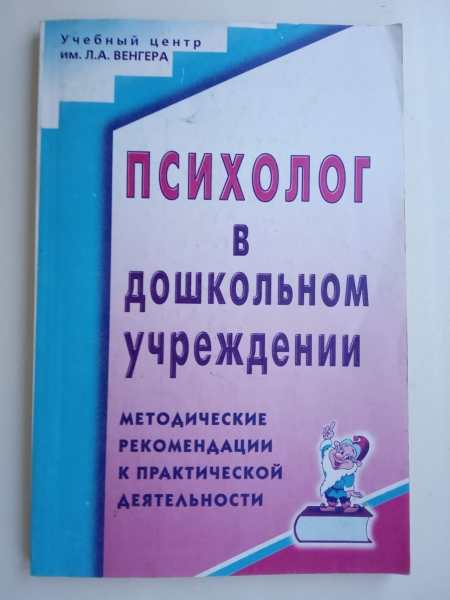 Учебный центр
им. Л.А. ВЕНГЕРА
ПСИХОЛОГ
В
ДОШКОЛЬНОМ
УЧРЕЖДЕНИИ
МЕТОДИЧЕСКИЕ
РЕКОМЕНДАЦИИ
К ПРАКТИЧЕСКОЙ
ДЕЯТЕЛЬНОСТИ